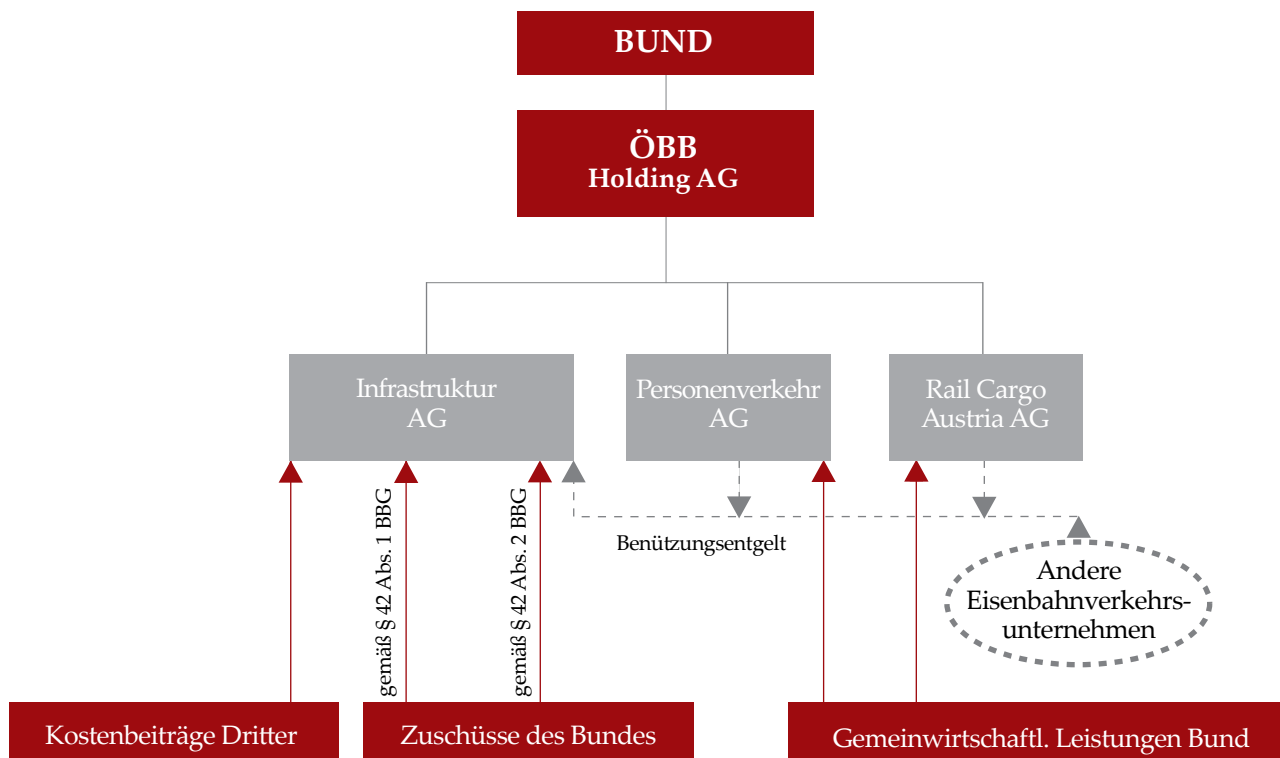 BUND
ÖBB
Holding AG
Infrastruktur
AG
Personenverkehr
AG
Rail Cargo
Austria AG
gemäß § 42 Abs. 1 BBG
gemäß § 42 Abs. 2 BBG
Benützungsentgelt
Andere
Eisenbahnverkehrs-
unternehmen
Kostenbeiträge Dritter
Zuschüsse des Bundes
Gemeinwirtschaftl. Leistungen Bund